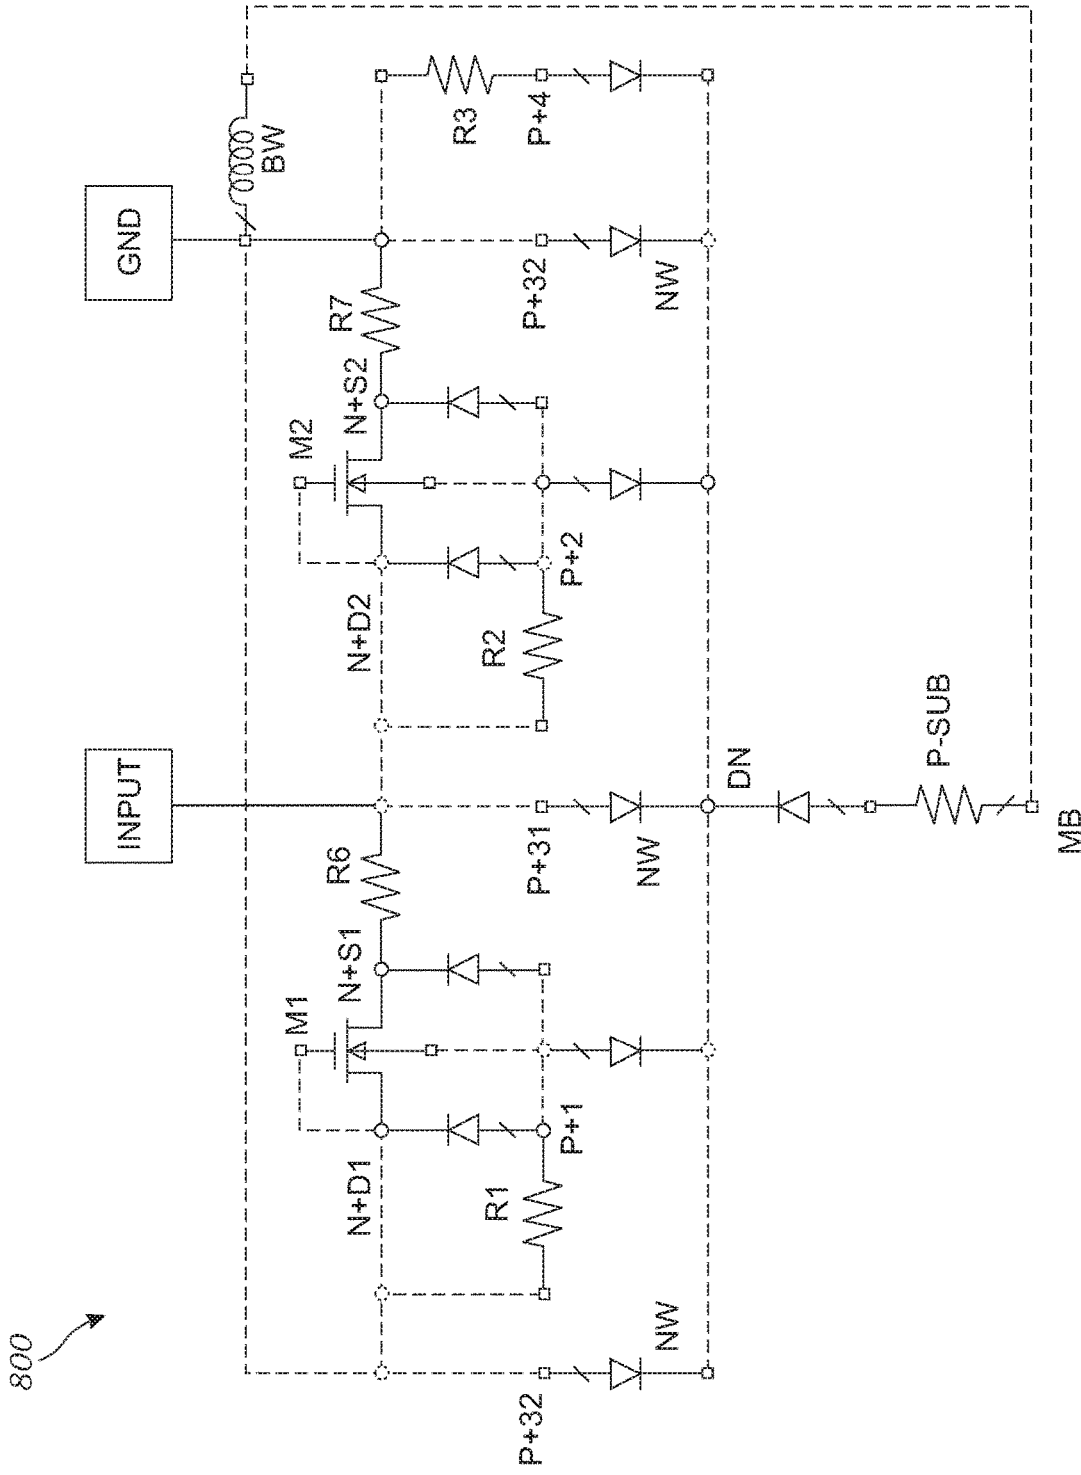 800
INPUT
GND
BW
M1
M2
N+D1
N+S1
R6
N+D2
N+S2
R7
R3
R1
P+1
R2
P+2
P+32
P+31
P+32
P+4
NW
NW
NW
DN
P-SUB
MB